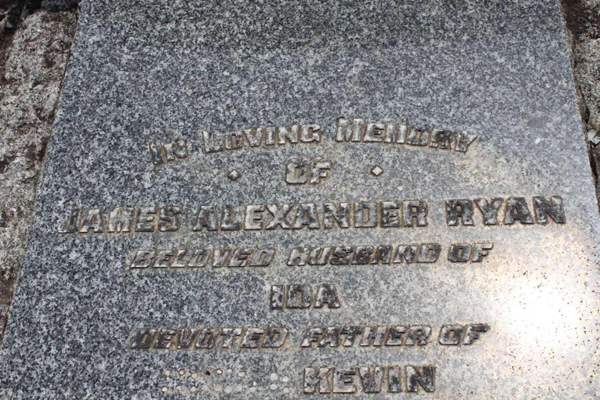 IN LOVING MEMORY
OF
JAMES ALEXANDER RYAN
BELOVED HUSBAND OF
IDA
DEVOTED FATHER OF
KEVIN